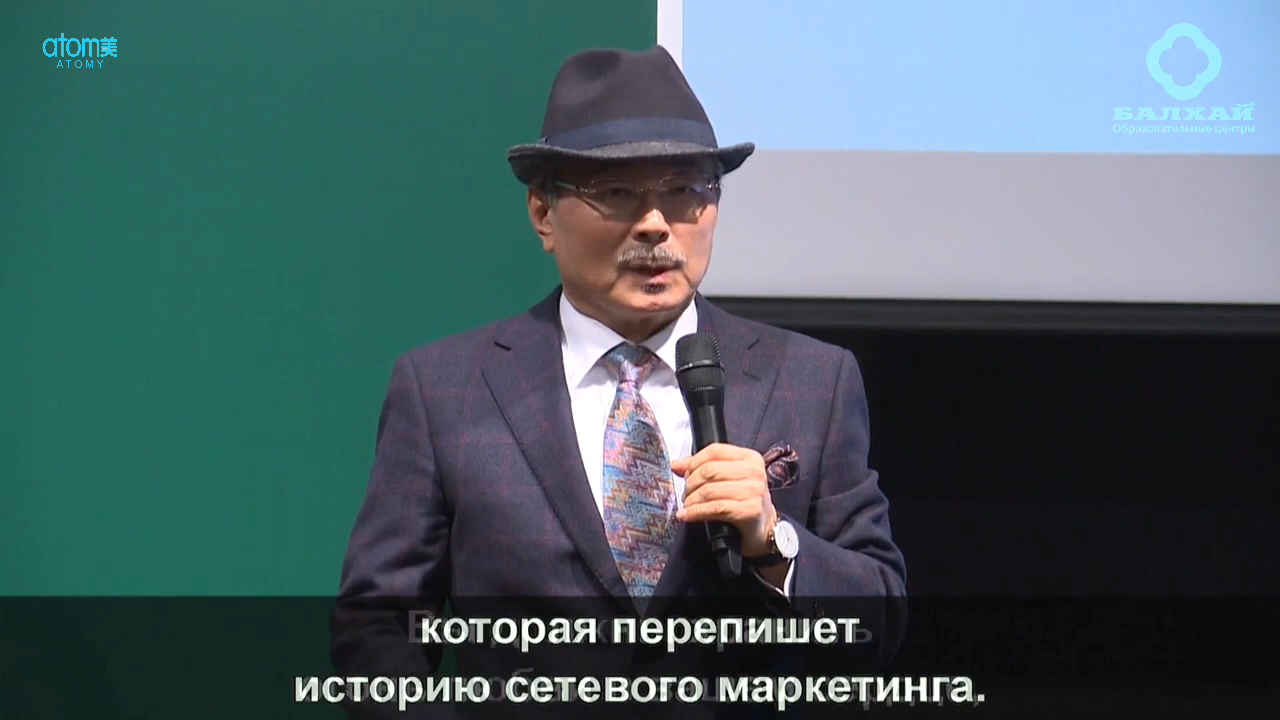 atom美
ATOMY
БАЛХАЙ
Образовательные центры
которая перепишет
историю сетевого маркетинга.